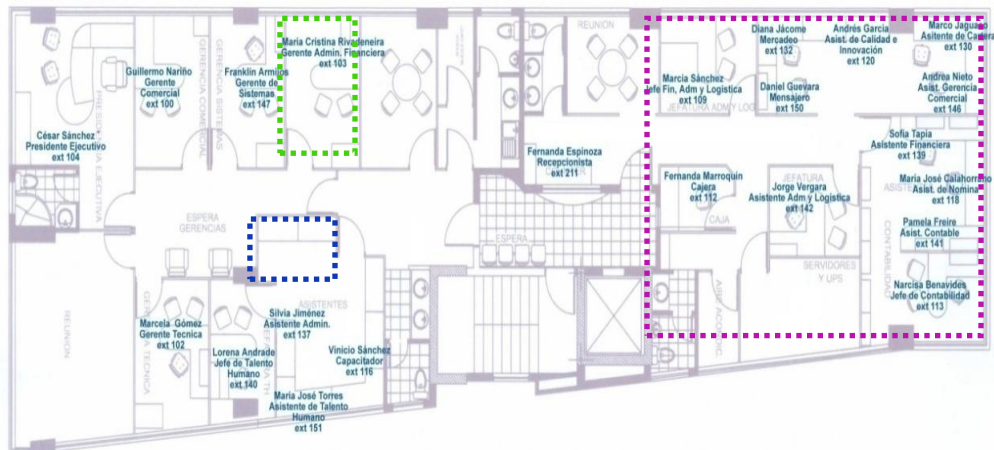 César Sánchez
Presidente Ejecutivo
ext 104
PRESIDENCIA EJECUTIVA
Guillermo Nariño
Gerente
Comercial
ext 100
GERENCIA COMERCIAL
Franklin Armijos
Gerente de
Sistemas
ext 147
GERENCIA SISTEMAS
María Cristina Rivadeneira
Gerente Admin. Financiera
ext 103
REUNION
Fernanda Espinoza
Recepcionista
ext 211
Marcia Sánchez
Jefe Fin, Adm y Logistica
ext 109
JEFATURA ADM Y LOG
Diana Jácome
Mercadeo
ext 132
Daniel Guevara
Mensajero
ext 150
Andrés García
Asist. de Calidad e
Innovación
ext 120
Marco Jaguaco
Asitente de Cartera
ext 130
Andrea Nieto
Asist. Gerencia
Comercial
ext 146
Sofia Tapia
Asistente Financiera
ext 139
María José Calahorrano
Asist. de Nomina
ext 118
Pamela Freire
Asist. Contable
ext 141
CONTABILIDAD
Narcisa Benavides
Jefe de Contabilidad
ext 113
Fernanda Marroquín
Cajera
ext 112
CAJA
JEFATURA
Jorge Vergara
Asistente Adm y Logistica
ext 142
SERVIDORES
Y UPS
ESPERA
GERENCIAS
ESPERA
REUNION
Marcela Gómez
Gerente Tecnica
ext 102
Lorena Andrade
Jefe de Talento
Humano
ext 140
ASISTENTES
Silvia Jiménez
Asistente Admin.
ext 137
Vinicio Sánchez
Capacitador
ext 116
María José Torres
Asistente de Talento
Humano
ext 151